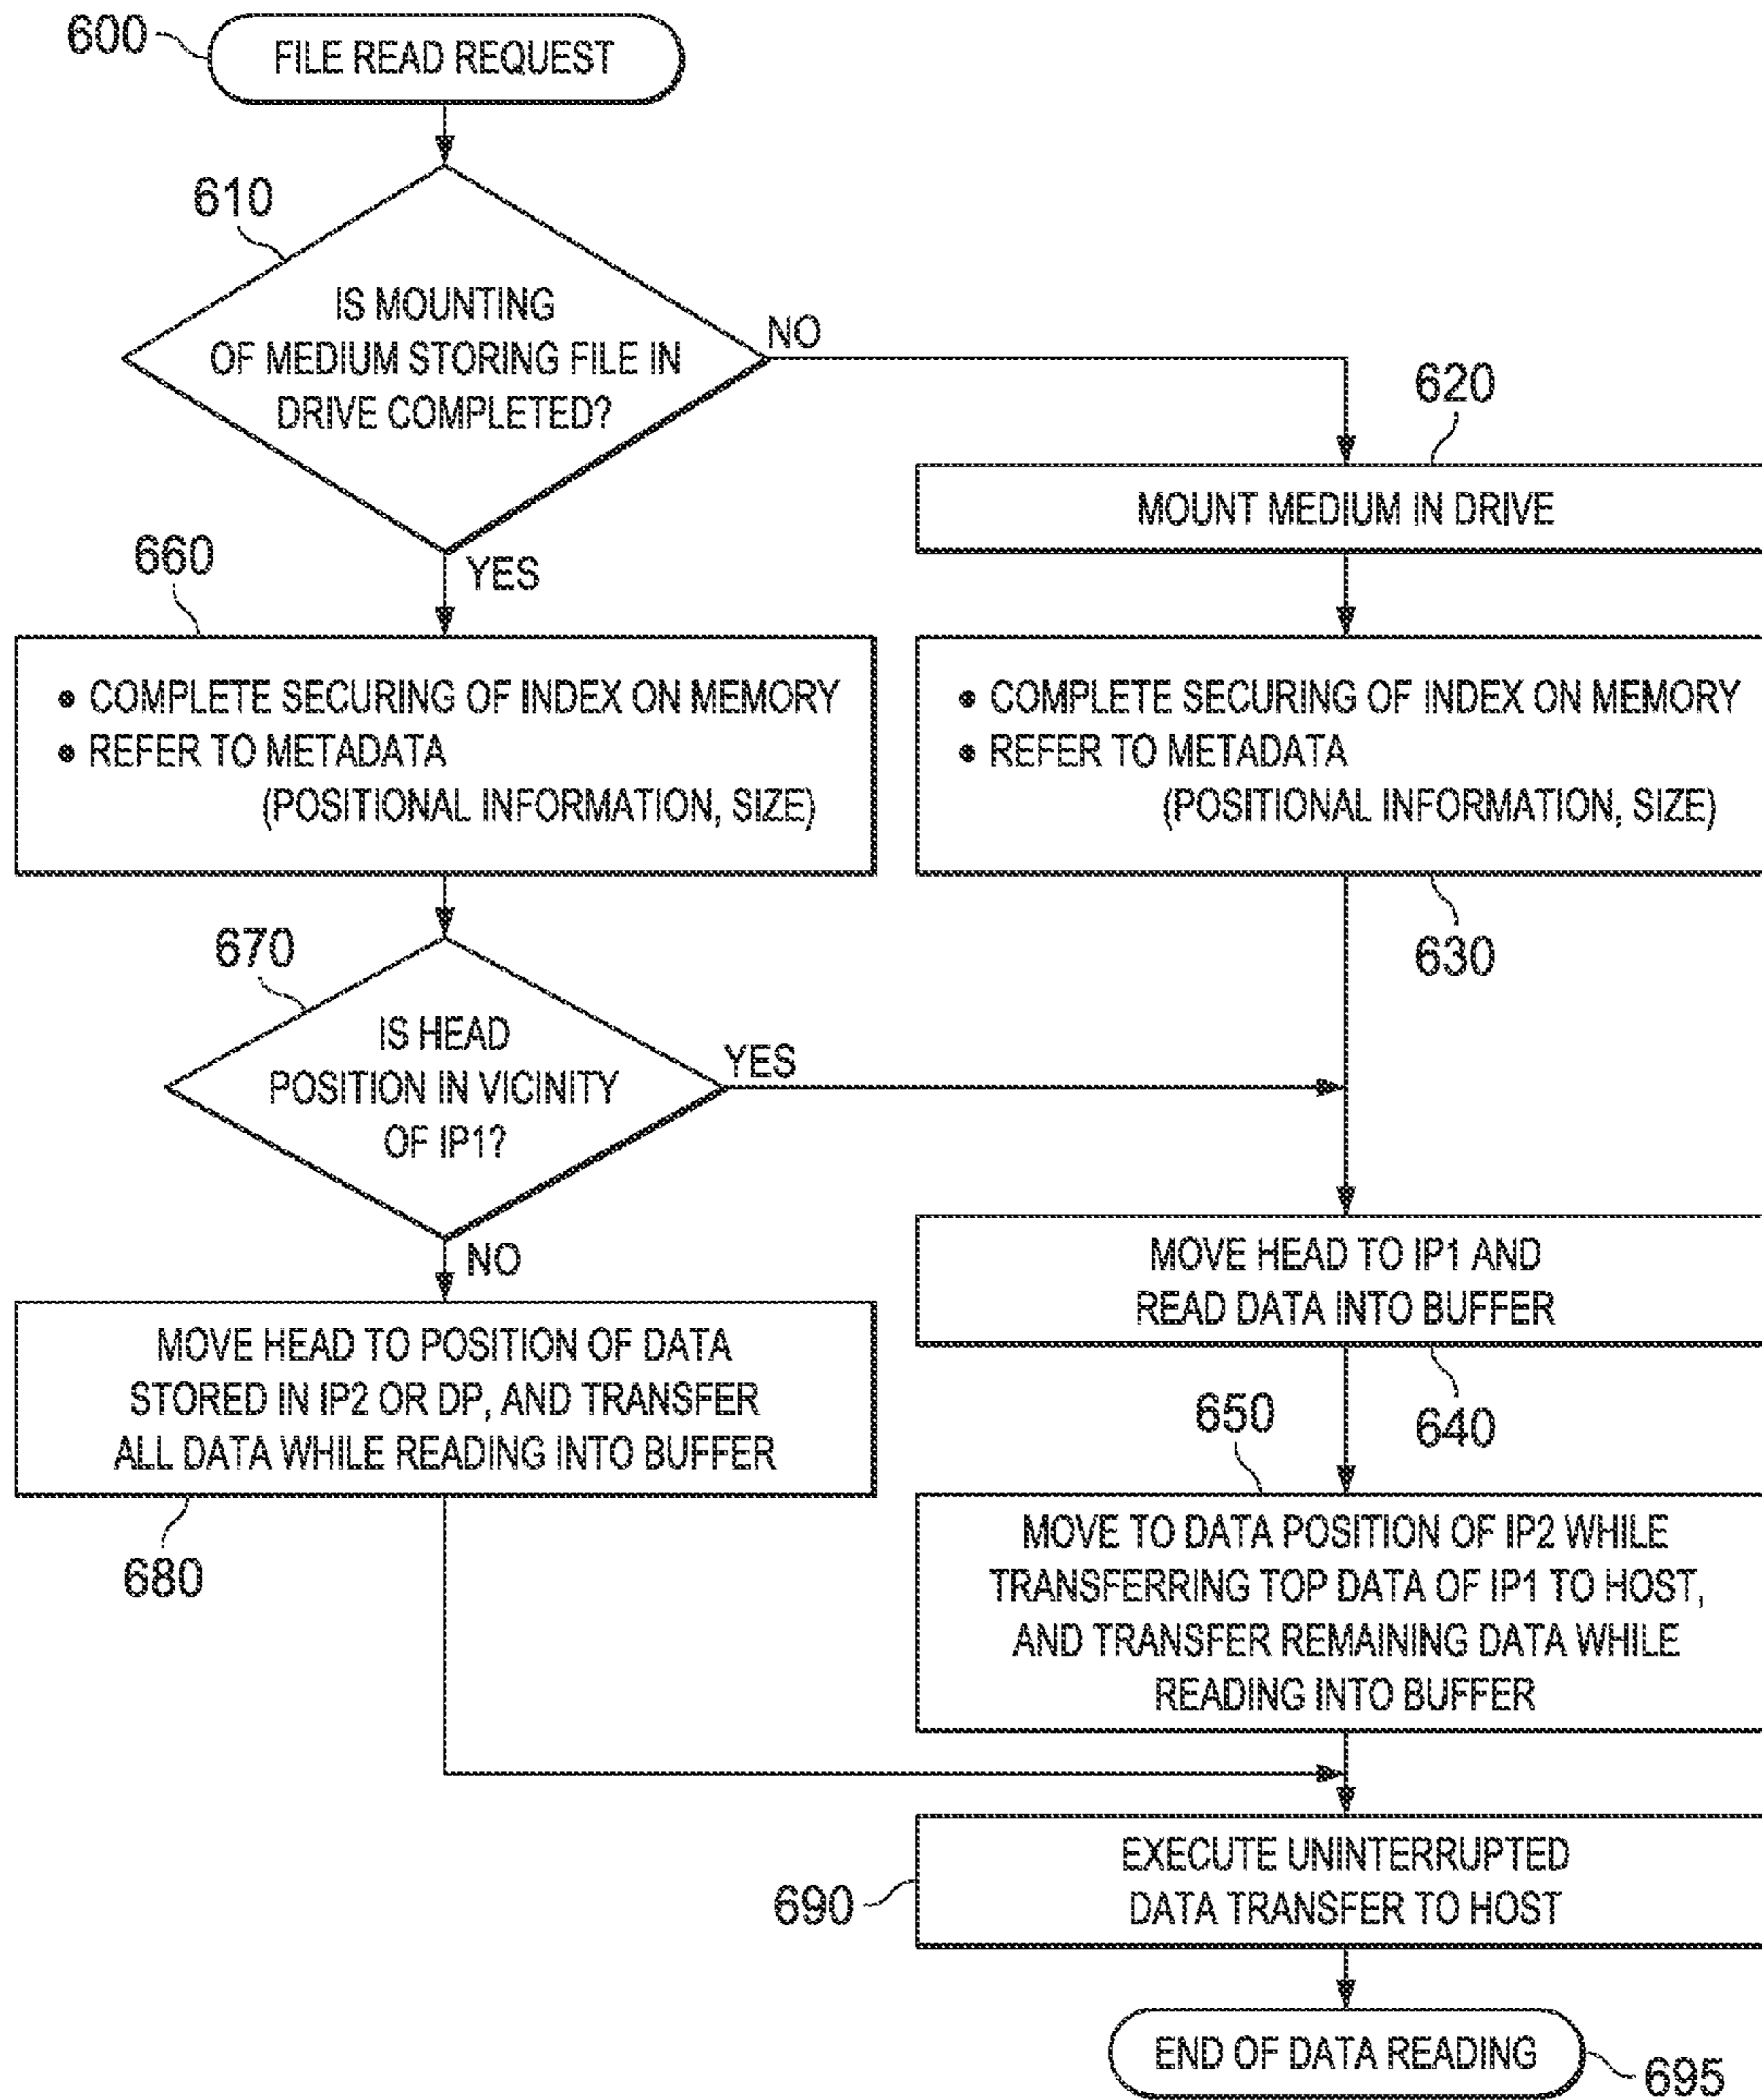 600
FILE READ REQUEST
610
IS MOUNTING
OF MEDIUM STORING FILE IN
DRIVE COMPLETED?
NO
YES
620
MOUNT MEDIUM IN DRIVE
660
• COMPLETE SECURING OF INDEX ON MEMORY
• REFER TO METADATA
(POSITIONAL INFORMATION, SIZE)
• COMPLETE SECURING OF INDEX ON MEMORY
• REFER TO METADATA
(POSITIONAL INFORMATION, SIZE)
630
670
IS HEAD
POSITION IN VICINITY
OF IP1?
YES
NO
MOVE HEAD TO IP1 AND
READ DATA INTO BUFFER
640
MOVE HEAD TO POSITION OF DATA
STORED IN IP2 OR DP, AND TRANSFER
ALL DATA WHILE READING INTO BUFFER
680
650
MOVE TO DATA POSITION OF IP2 WHILE
TRANSFERRING TOP DATA OF IP1 TO HOST,
AND TRANSFER REMAINING DATA WHILE
READING INTO BUFFER
690
EXECUTE UNINTERRUPTED
DATA TRANSFER TO HOST
END OF DATA READING
695